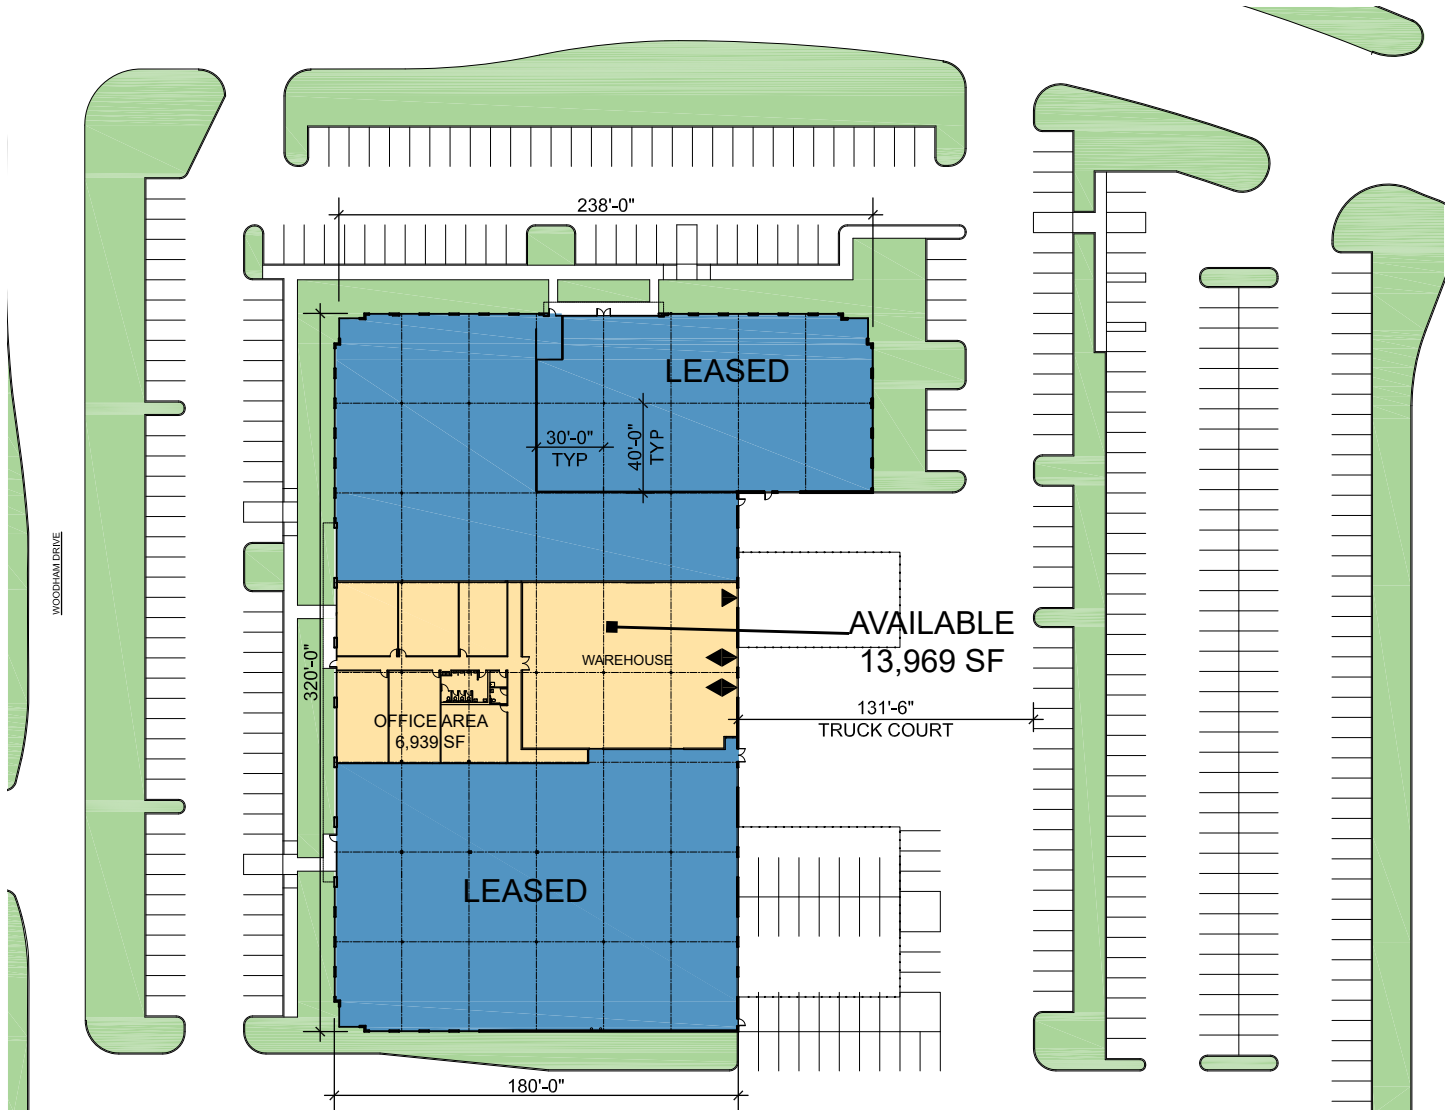 238'-0"
LEASED
30'-0"
TYP
40'-0"
TYP
WOODHAM DRIVE
320'-0"
WAREHOUSE
AVAILABLE
13,969 SF
OFFICE AREA
6,939 SF
131'-6"
TRUCK COURT
LEASED
180'-0"